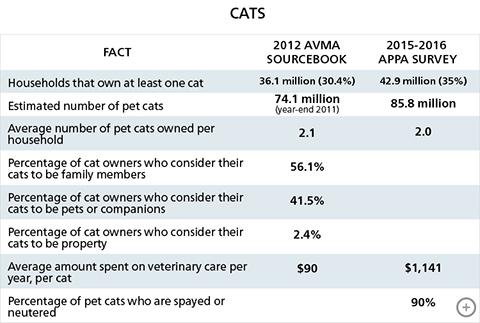 CATS
FACT
2012 AVMA
SOURCEBOOK
2015-2016
APPA SURVEY
Households that own at least one cat
36.1 million (30.4%)
42.9 million (35%)
Estimated number of pet cats
74.1 million
(year-end 2011)
85.8 million
Average number of pet cats owned per
household
2.1
2.0
Percentage of cat owners who consider their
cats to be family members
56.1%
Percentage of cat owners who consider their
cats to be pets or companions
41.5%
Percentage of cat owners who consider their
cats to be property
2.4%
Average amount spent on veterinary care per
year, per cat
$90
$1,141
Percentage of pet cats who are spayed or
neutered
90%